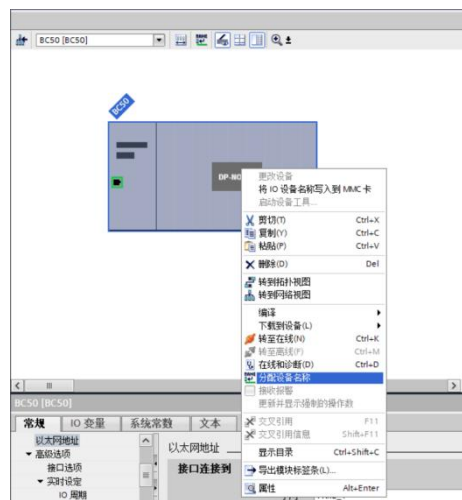 BC50 [BC50]
BC50
DP-NO
更改设备
将 IO 设备名称写入到 MMC 卡
启动设备工具...
剪切(T) Ctrl+X
复制(Y) Ctrl+C
粘贴(P) Ctrl+V
删除(D) Del
转到拓扑视图
转到网络视图
编译
下载到设备(L)
转至在线(N) Ctrl+K
转至离线(F) Ctrl+M
在线和诊断(D) Ctrl+D
分配设备名称
接收报警
更新并显示强制的操作数
交叉引用 F11
交叉引用信息 Shift+F11
显示目录 Ctrl+Shift+C
导出模块标签条(L)...
属性 Alt+Enter
BC50 [BC50]
常规 IO 变量 系统常数 文本
以太网地址
高级选项
接口选项
实时设定
IO 周期
以太网地址
接口连接到